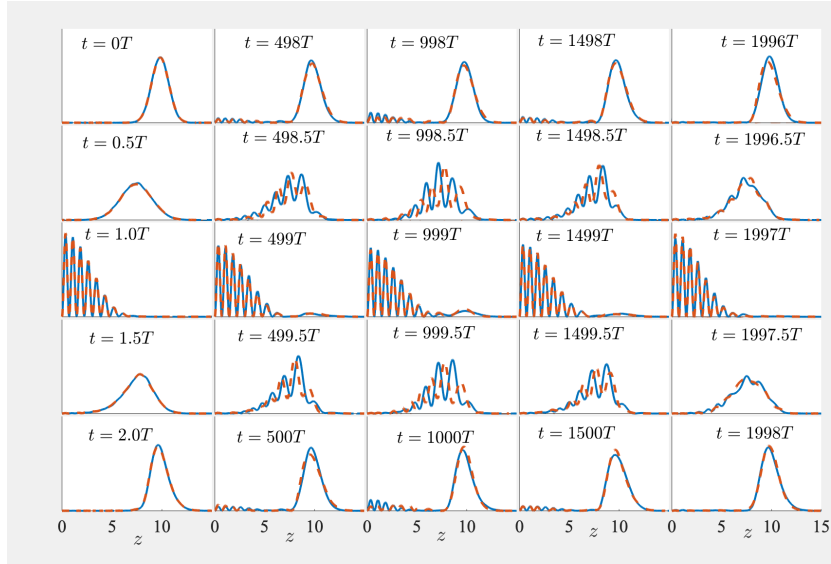 t = 0T t = 498T t = 998T t = 1498T t = 1996T
t = 0.5T t = 498.5T t = 998.5T t = 1498.5T t = 1996.5T
t = 1.0T t = 499T t = 999T t = 1499T t = 1997T
t = 1.5T t = 499.5T t = 999.5T t = 1499.5T t = 1997.5T
t = 2.0T t = 500T t = 1000T t = 1500T t = 1998T
0 5 10 0 5 10 0 5 10 0 5 10 0 5 10 15
z z z z z